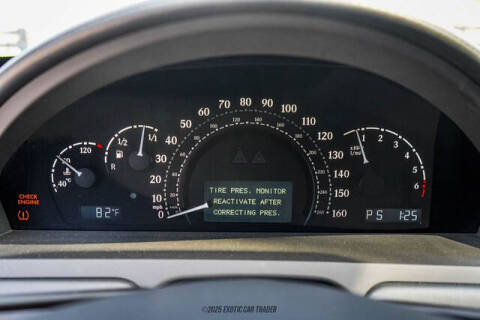 70 80 90 100
60 110
50 120
40 130
30 140
20 150
10 160
0
120
40
R
1/1
1 2 3 4 5 6
x1000
1/min
CHECK
ENGINE
82°F
TIRE PRES. MONITOR
REACTIVATE AFTER
CORRECTING PRES.
P S 1:25
©2025 EXOTIC CAR TRADER